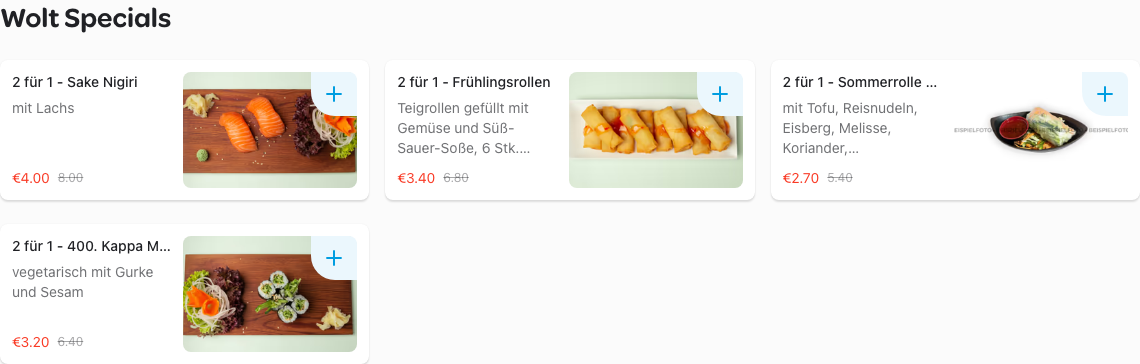 Wolt Specials
2 für 1 - Sake Nigiri
mit Lachs
€4.00 8.00
2 für 1 - Frühlingsrollen
Teigrollen gefüllt mit
Gemüse und Süß-
Sauer-Soße, 6 Stk....
€3.40 6.80
2 für 1 - Sommerrolle ...
mit Tofu, Reisnudeln,
Eisberg, Melisse,
Koriander,...
€2.70 5.40
EISPIELFOTO BEISPIELFOTO
2 für 1 - 400. Kappa M...
vegetarisch mit Gurke
und Sesam
€3.20 6.40